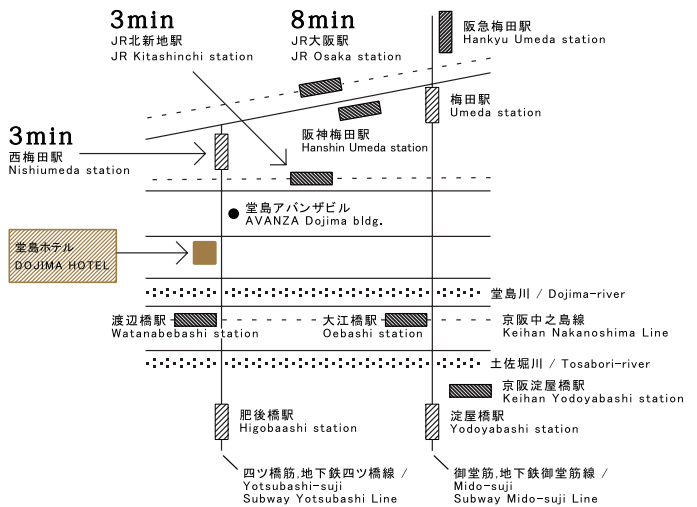 3min
JR北新地駅
JR Kitashinchi station
8min
JR大阪駅
JR Osaka station
阪急梅田駅
Hankyu Umeda station
梅田駅
Umeda station
阪神梅田駅
Hanshin Umeda station
3min
西梅田駅
Nishiumeda station
堂島アバンザビル
AVANZA Dojima bldg.
堂島ホテル
DOJIMA HOTEL
堂島川 / Dojima-river
渡辺橋駅
Watanabebashi station
大江橋駅
Oebashi station
京阪中之島線
Keihan Nakanoshima Line
土佐堀川 / Tosabori-river
京阪淀屋橋駅
Keihan Yodoyabashi station
肥後橋駅
Higobaashi station
淀屋橋駅
Yodoyabashi station
四ツ橋筋,地下鉄四ツ橋線 /
Yotsubashi-suji
Subway Yotsubashi Line
御堂筋,地下鉄御堂筋線 /
Mido-suji
Subway Mido-suji Line